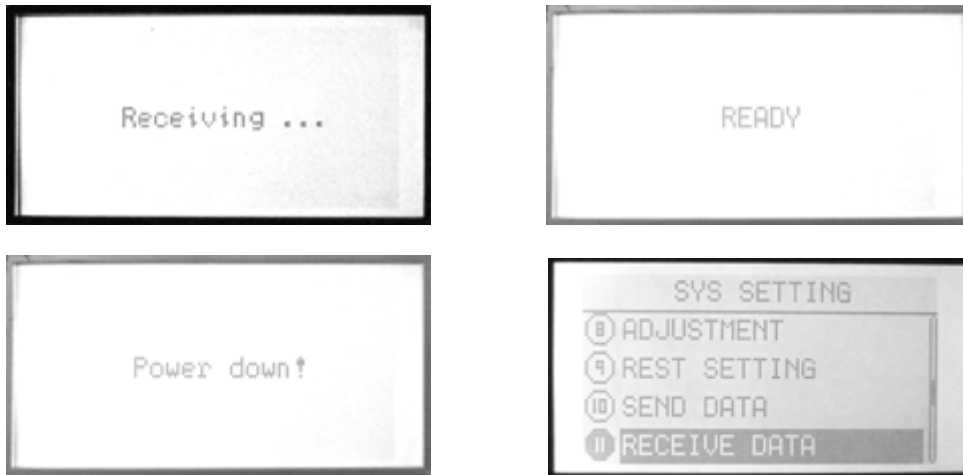 Receiving ...
READY
Power down!
SYS SETTING
8 ADJUSTMENT
9 REST SETTING
10 SEND DATA
11 RECEIVE DATA